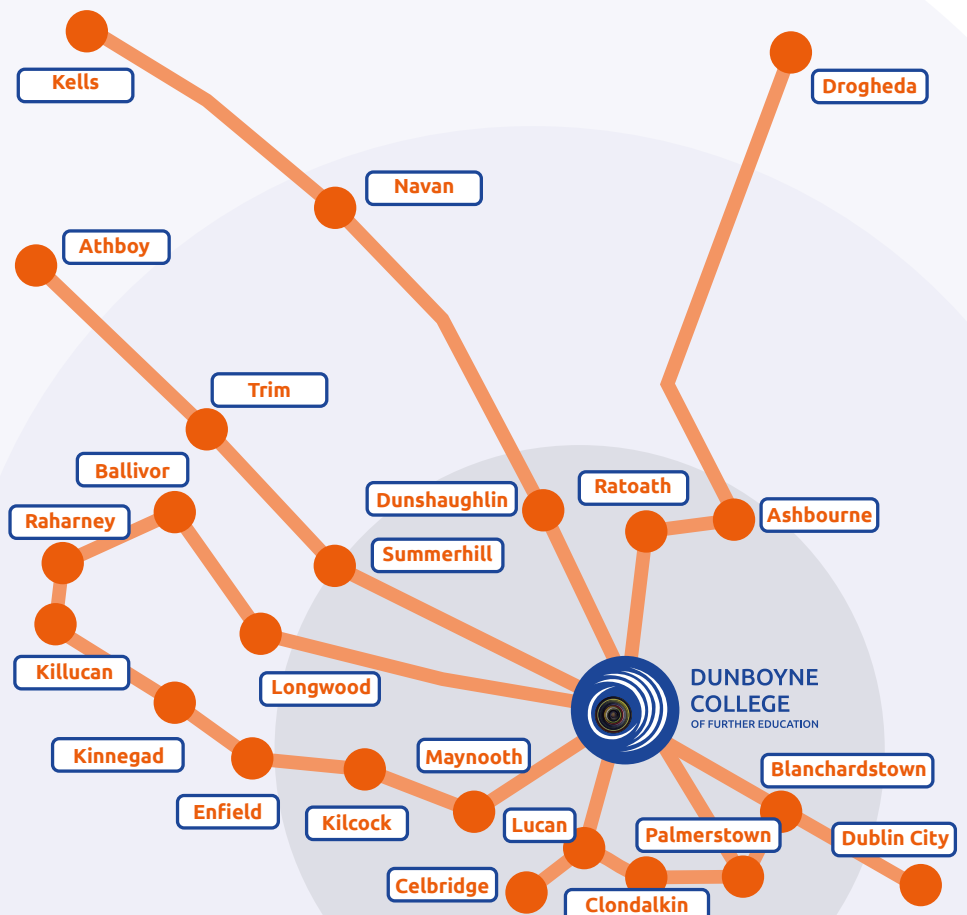 Kells
Drogheda
Navan
Athboy
Trim
Ballivor
Dunshaughlin
Ratoath
Raharney
Ashbourne
Summerhill
Killucan
Longwood
DUNBOYNE
COLLEGE
OF FURTHER EDUCATION
Kinnegad
Maynooth
Blanchardstown
Enfield
Kilcock
Lucan
Palmerstown
Dublin City
Celbridge
Clondalkin